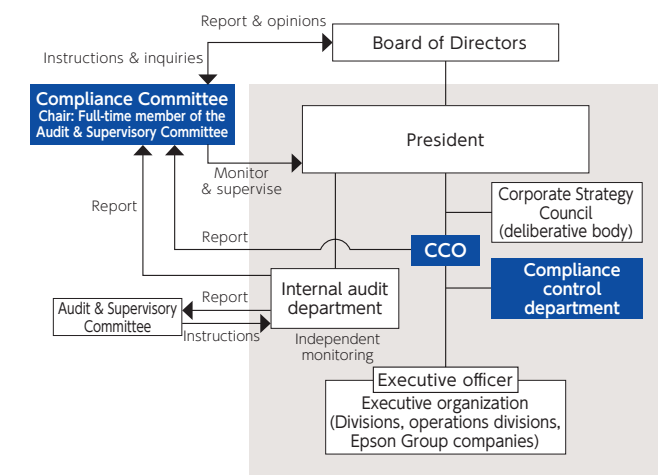 Report & opinions
Board of Directors
Instructions & inquiries
Compliance Committee
Chair: Full-time member of the
Audit & Supervisory Committee
President
Monitor
& supervise
Corporate Strategy
Council
(deliberative body)
Report
Report
CCO
Compliance
control
department
Internal audit
department
Report
Audit & Supervisory
Committee
Instructions
Independent
monitoring
Executive officer
Executive organization
(Divisions, operations divisions,
Epson Group companies)